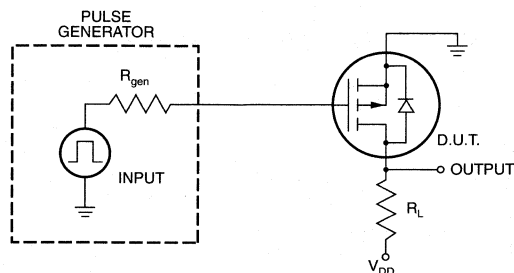 PULSE
GENERATOR
Rgen
INPUT
D.U.T.
OUTPUT
RL
VDD